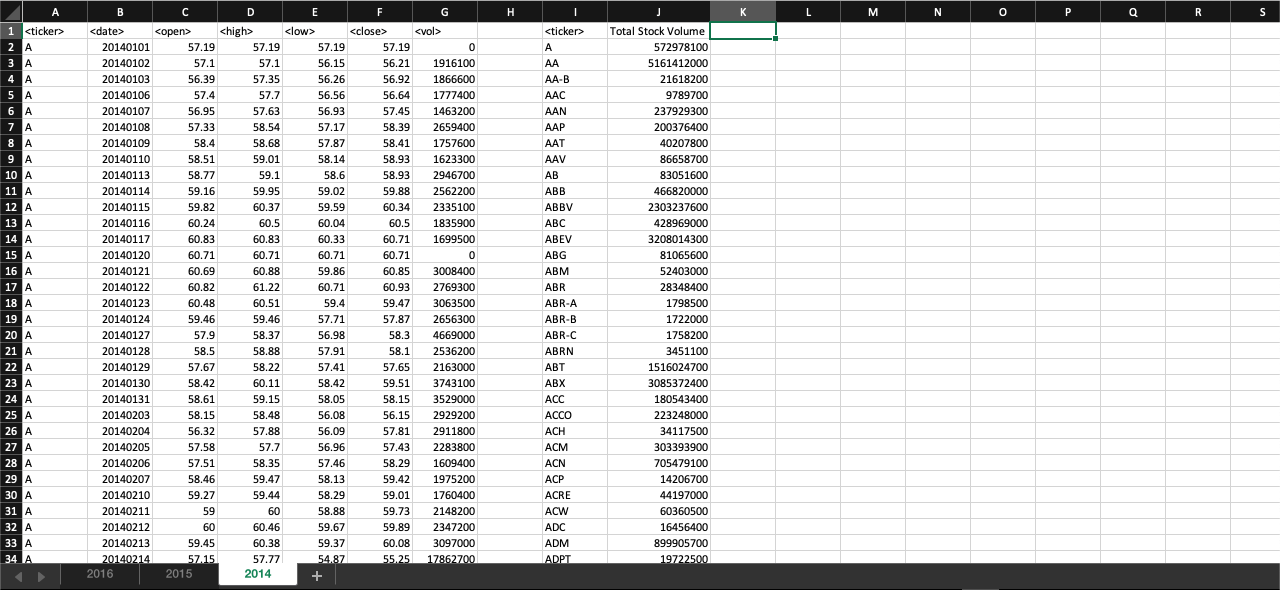 A B C D E F G H I J K L M N O P Q R S
1 <ticker> <date> <open> <high> <low> <close> <vol> <ticker> Total Stock Volume
2 A 20140101 57.19 57.19 57.19 57.19 0 A 572978100
3 A 20140102 57.1 57.1 56.15 56.21 1916100 AA 5161412000
4 A 20140103 56.39 57.35 56.26 56.92 1866600 AA-B 21618200
5 A 20140106 57.4 57.7 56.56 56.64 1777400 AAC 9789700
6 A 20140107 56.95 57.63 56.93 57.45 1463200 AAN 237929300
7 A 20140108 57.33 58.54 57.17 58.39 2659400 AAP 200376400
8 A 20140109 58.4 58.68 57.87 58.41 1757600 AAT 40207800
9 A 20140110 58.51 59.01 58.14 58.93 1623300 AAV 86658700
10 A 20140113 58.77 59.1 58.6 58.93 2946700 AB 83051600
11 A 20140114 59.16 59.95 59.02 59.88 2562200 ABB 466820000
12 A 20140115 59.82 60.37 59.59 60.34 2335100 ABBV 2303237600
13 A 20140116 60.24 60.5 60.04 60.5 1835900 ABC 428969000
14 A 20140117 60.83 60.83 60.33 60.71 1699500 ABEV 3208014300
15 A 20140120 60.71 60.71 60.71 60.71 0 ABG 81065600
16 A 20140121 60.69 60.88 59.86 60.85 3008400 ABM 52403000
17 A 20140122 60.82 61.22 60.71 60.93 2769300 ABR 28348400
18 A 20140123 60.48 60.51 59.4 59.47 3063500 ABR-A 1798500
19 A 20140124 59.46 59.46 57.71 57.87 2656300 ABR-B 1722000
20 A 20140127 57.9 58.37 56.98 58.3 4669000 ABR-C 1758200
21 A 20140128 58.5 58.88 57.91 58.1 2536200 ABRN 3451100
22 A 20140129 57.67 58.22 57.41 57.65 2163000 ABT 1516024700
23 A 20140130 58.42 60.11 58.42 59.51 3743100 ABX 3085372400
24 A 20140131 58.61 59.15 58.05 58.15 3529000 ACC 180543400
25 A 20140203 58.15 58.48 56.08 56.15 2929200 ACCO 223248000
26 A 20140204 56.32 57.88 56.09 57.81 2911800 ACH 34117500
27 A 20140205 57.58 57.7 56.96 57.43 2283800 ACM 303393900
28 A 20140206 57.51 58.35 57.46 58.29 1609400 ACN 705479100
29 A 20140207 58.46 59.47 58.13 59.42 1975200 ACP 14206700
30 A 20140210 59.27 59.44 58.29 59.01 1760400 ACRE 44197000
31 A 20140211 59 60 58.88 59.73 2148200 ACW 60360500
32 A 20140212 60 60.46 59.67 59.89 2347200 ADC 16456400
33 A 20140213 59.45 60.38 59.37 60.08 3097000 ADM 899905700
34 A 20140214 57.15 57.77 54.87 55.25 17862700 ADPT 19722500
2016 2015 2014 +